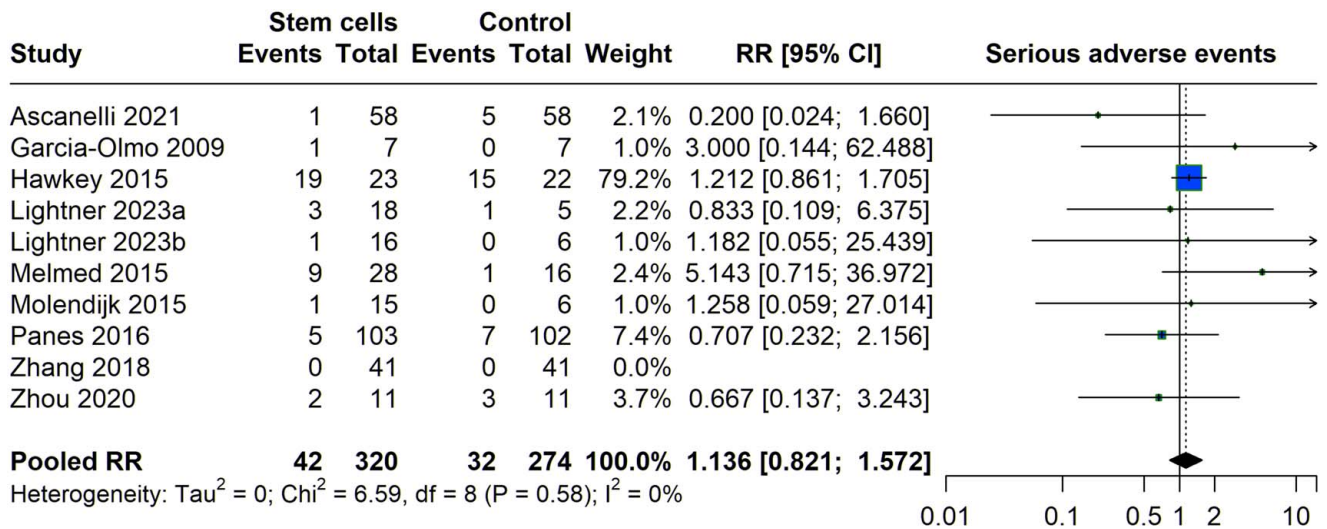 Stem cells Control
Study Events Total Events Total Weight RR [95% CI] Serious adverse events
Ascanelli 2021 1 58 5 58 2.1% 0.200 [0.024; 1.660]
Garcia-Olmo 2009 1 7 0 7 1.0% 3.000 [0.144; 62.488]
Hawkey 2015 19 23 15 22 79.2% 1.212 [0.861; 1.705]
Lightner 2023a 3 18 1 5 2.2% 0.833 [0.109; 6.375]
Lightner 2023b 1 16 0 6 1.0% 1.182 [0.055; 25.439]
Melmed 2015 9 28 1 16 2.4% 5.143 [0.715; 36.972]
Molendijk 2015 1 15 0 6 1.0% 1.258 [0.059; 27.014]
Panes 2016 5 103 7 102 7.4% 0.707 [0.232; 2.156]
Zhang 2018 0 41 0 41 0.0%
Zhou 2020 2 11 3 11 3.7% 0.667 [0.137; 3.243]
Pooled RR 42 320 32 274 100.0% 1.136 [0.821; 1.572]
Heterogeneity: Tau² = 0; Chi² = 6.59, df = 8 (P = 0.58); I² = 0%
0.01 0.1 0.5 1 2 10